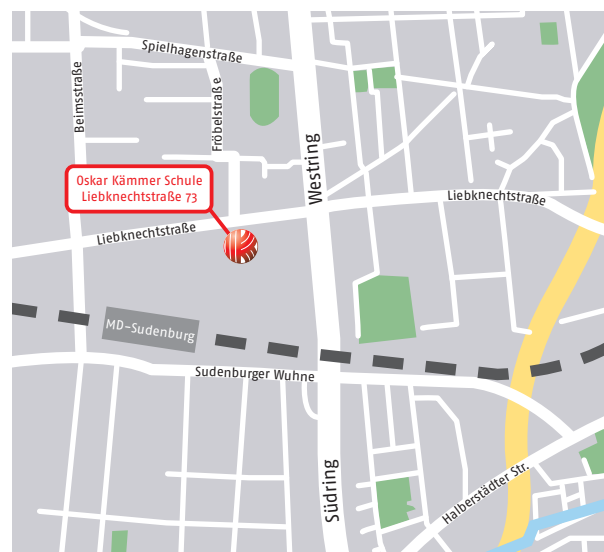 Spielhagenstraße
Beimsstraße
Fröbelstraße
Westring
Oskar Kämmer Schule
Liebknechtstraße 73
Liebknechtstraße
Liebknechtstraße
MD-Sudenburg
Sudenburger Wuhne
Südring
Halberstädter Str.